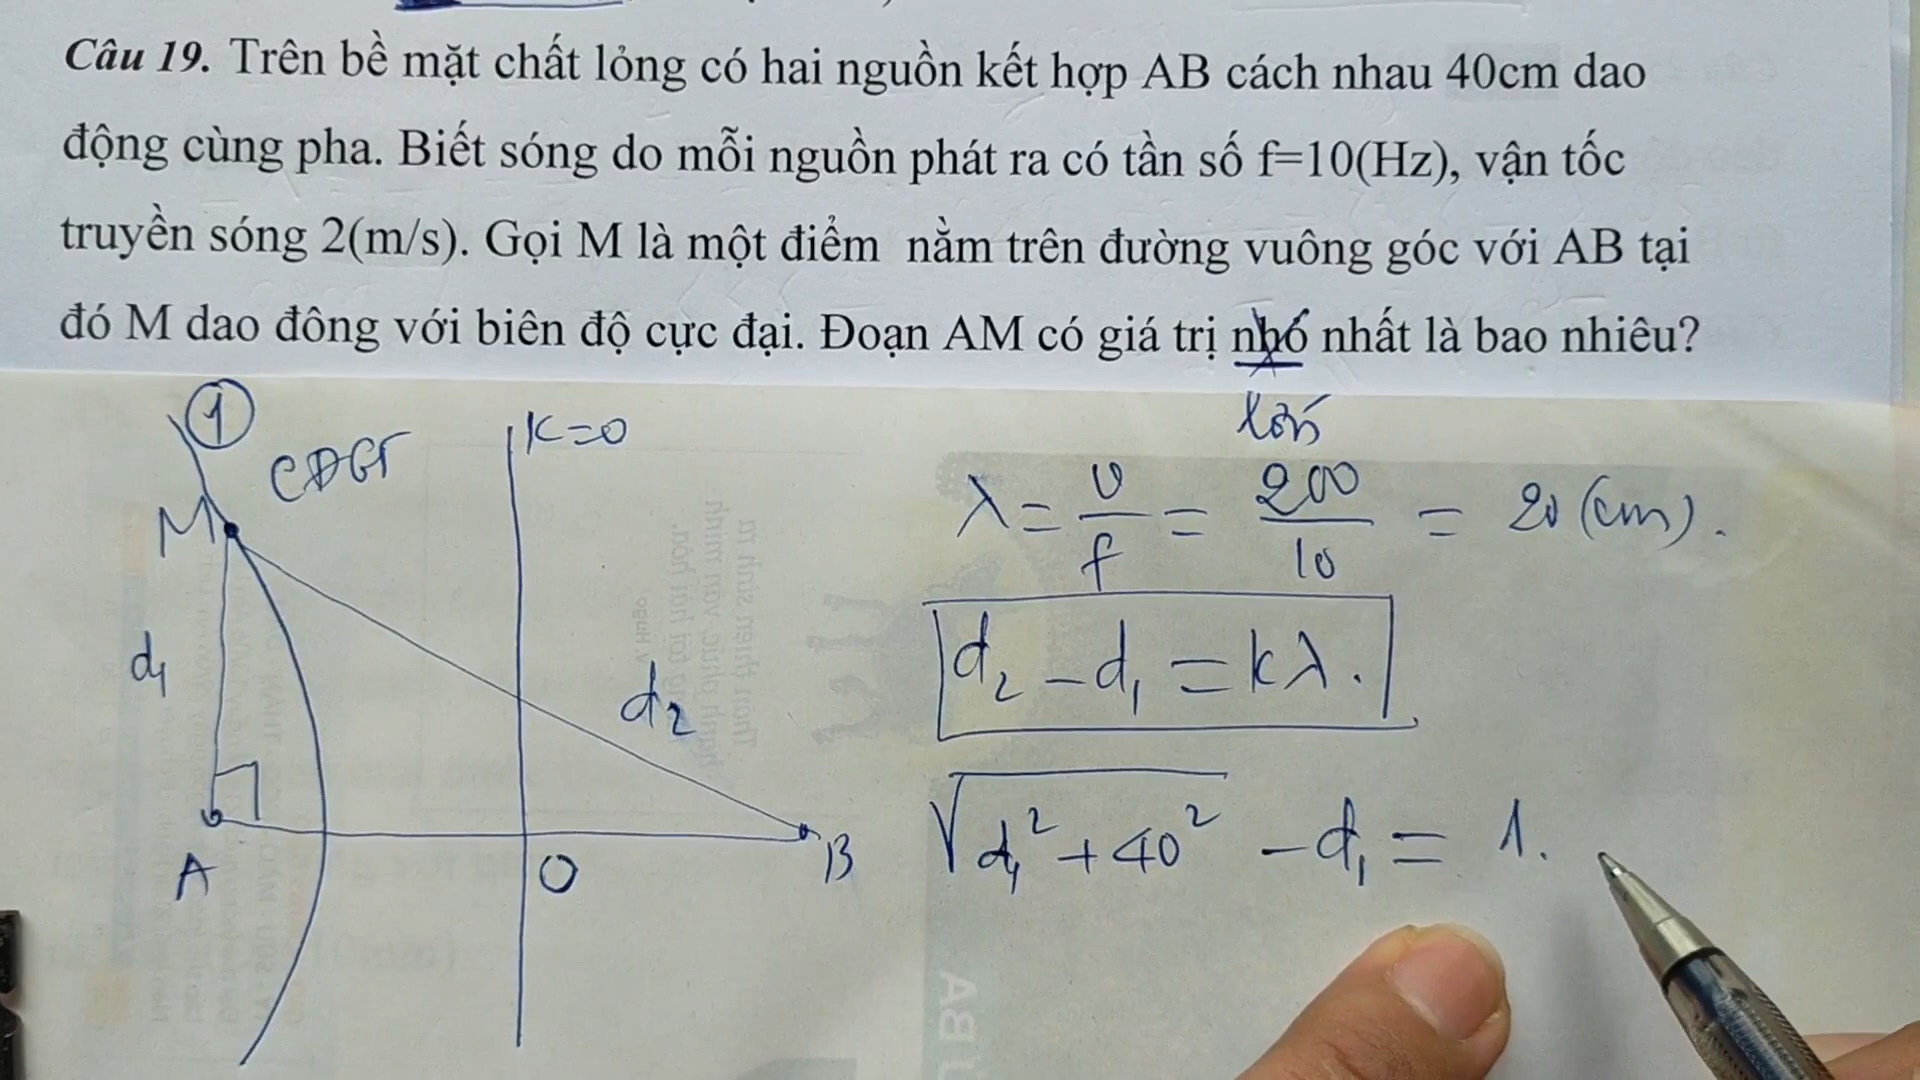 Câu 19. Trên bề mặt chất lỏng có hai nguồn kết hợp AB cách nhau 40cm dao
động cùng pha. Biết sóng do mỗi nguồn phát ra có tần số f=10(Hz), vận tốc
truyền sóng 2(m/s). Gọi M là một điểm nằm trên đường vuông góc với AB tại
đó M dao đông với biên độ cực đại. Đoạn AM có giá trị nhỏ nhất là bao nhiêu?
lớn
1
CĐGT
K=0
M
d1
d2
A
O
B
λ = v/f = 200/10 = 20 (cm).
d2 - d1 = kλ.
√d1² + 40² - d1 = 1.